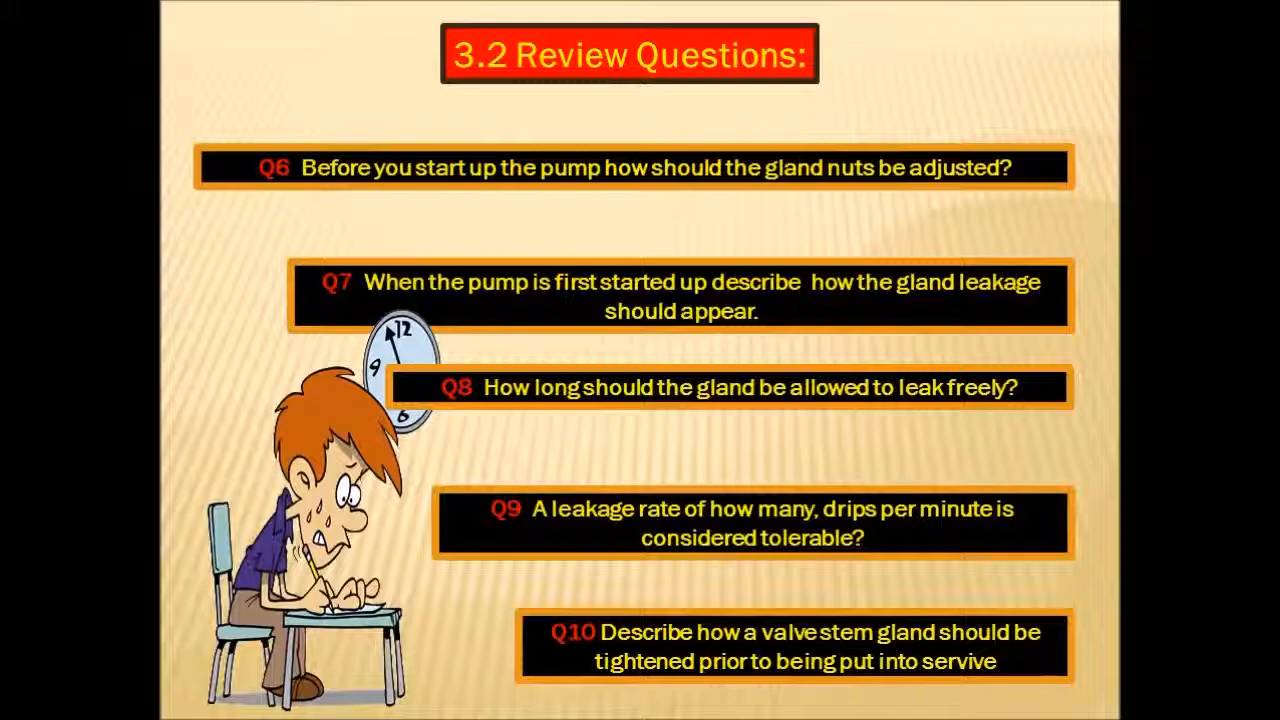 3.2 Review Questions:
Q6 Before you start up the pump how should the gland nuts be adjusted?
Q7 When the pump is first started up describe how the gland leakage
should appear.
12
9
Q8 How long should the gland be allowed to leak freely?
6
Q9 A leakage rate of how many, drips per minute is
considered tolerable?
Q10 Describe how a valve stem gland should be
tightened prior to being put into servive